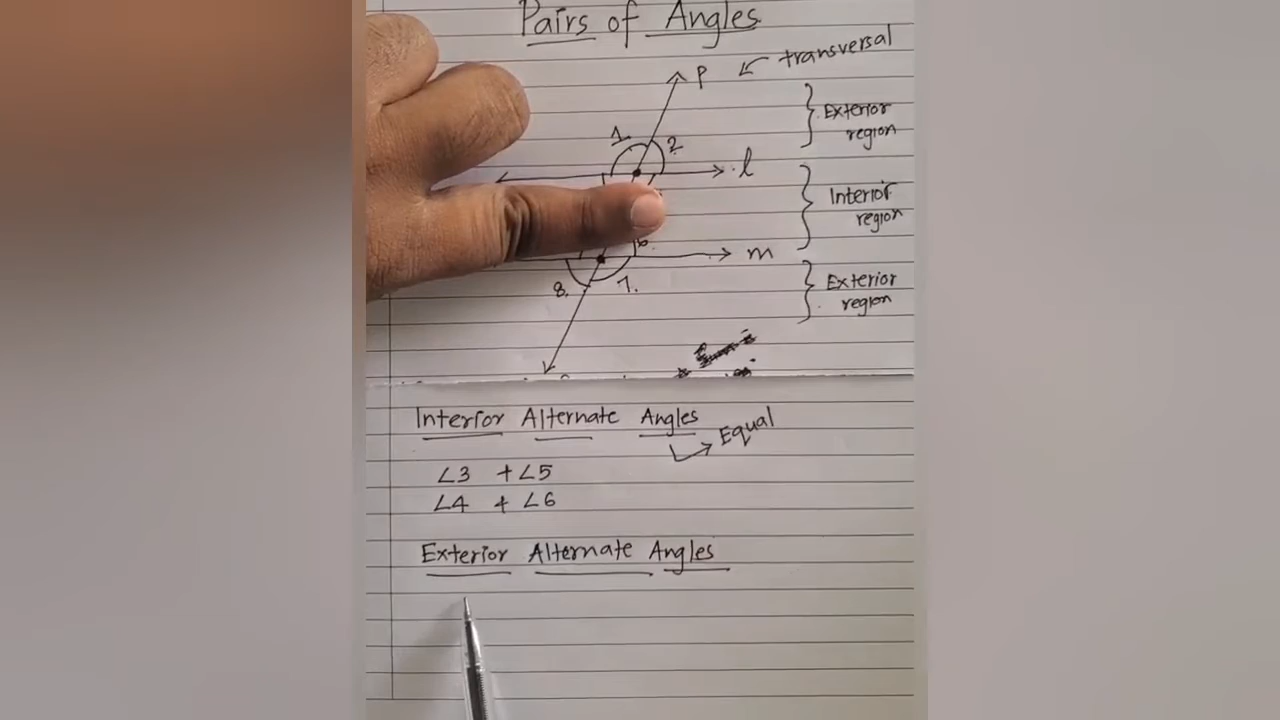 Pairs of Angles
transversal
p
1
2
Exterior
region
l
Interior
region
6
m
8.
7.
Exterior
region
Interior Alternate Angles
Equal
∠3 + ∠5
∠4 + ∠6
Exterior Alternate Angles